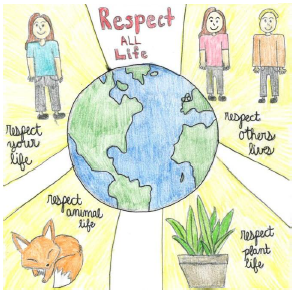 Respect
ALL
Life
respect
your
life
respect
others
lives
respect
animal
life
respect
plant
life